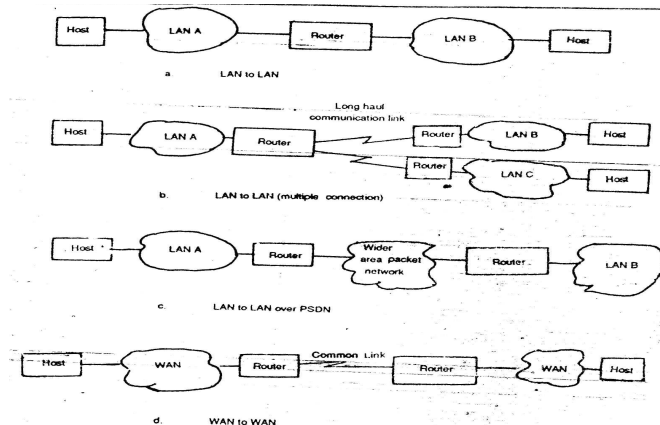 Host LAN A Router LAN B Host
a. LAN to LAN
Long haul
communication link
Host LAN A Router Router LAN B Host
Router LAN C Host
b. LAN to LAN (multiple connection)
Host LAN A Router Wider
area packet
network Router LAN B
c. LAN to LAN over PSDN
Host WAN Router Common Link Router WAN Host
d. WAN to WAN